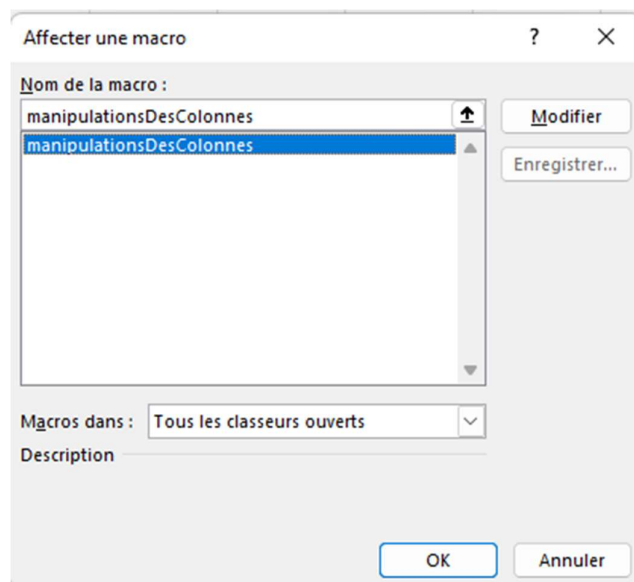 Affecter une macro ?
Nom de la macro :
manipulationsDesColonnes
Modifier
manipulationsDesColonnes
Enregistrer...
Macros dans : Tous les classeurs ouverts
Description
OK
Annuler